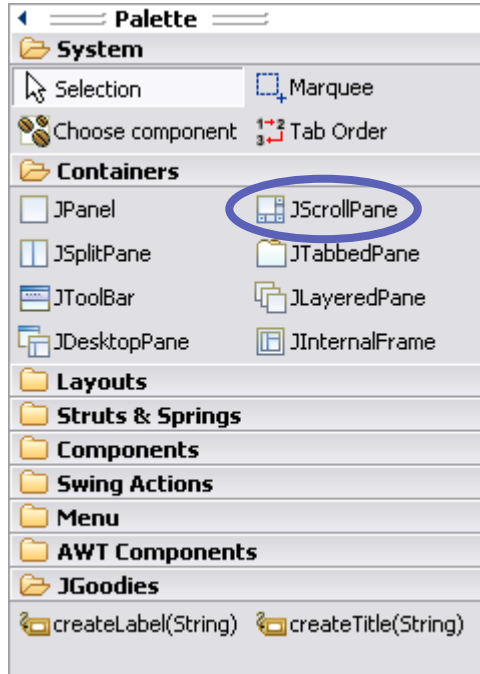 Palette
System
Selection Marquee
Choose component Tab Order
Containers
JPanel JScrollPane
JSplitPane JTabbedPane
JToolBar JLayeredPane
JDesktopPane JInternalFrame
Layouts
Struts & Springs
Components
Swing Actions
Menu
AWT Components
JGoodies
createLabel(String) createTitle(String)